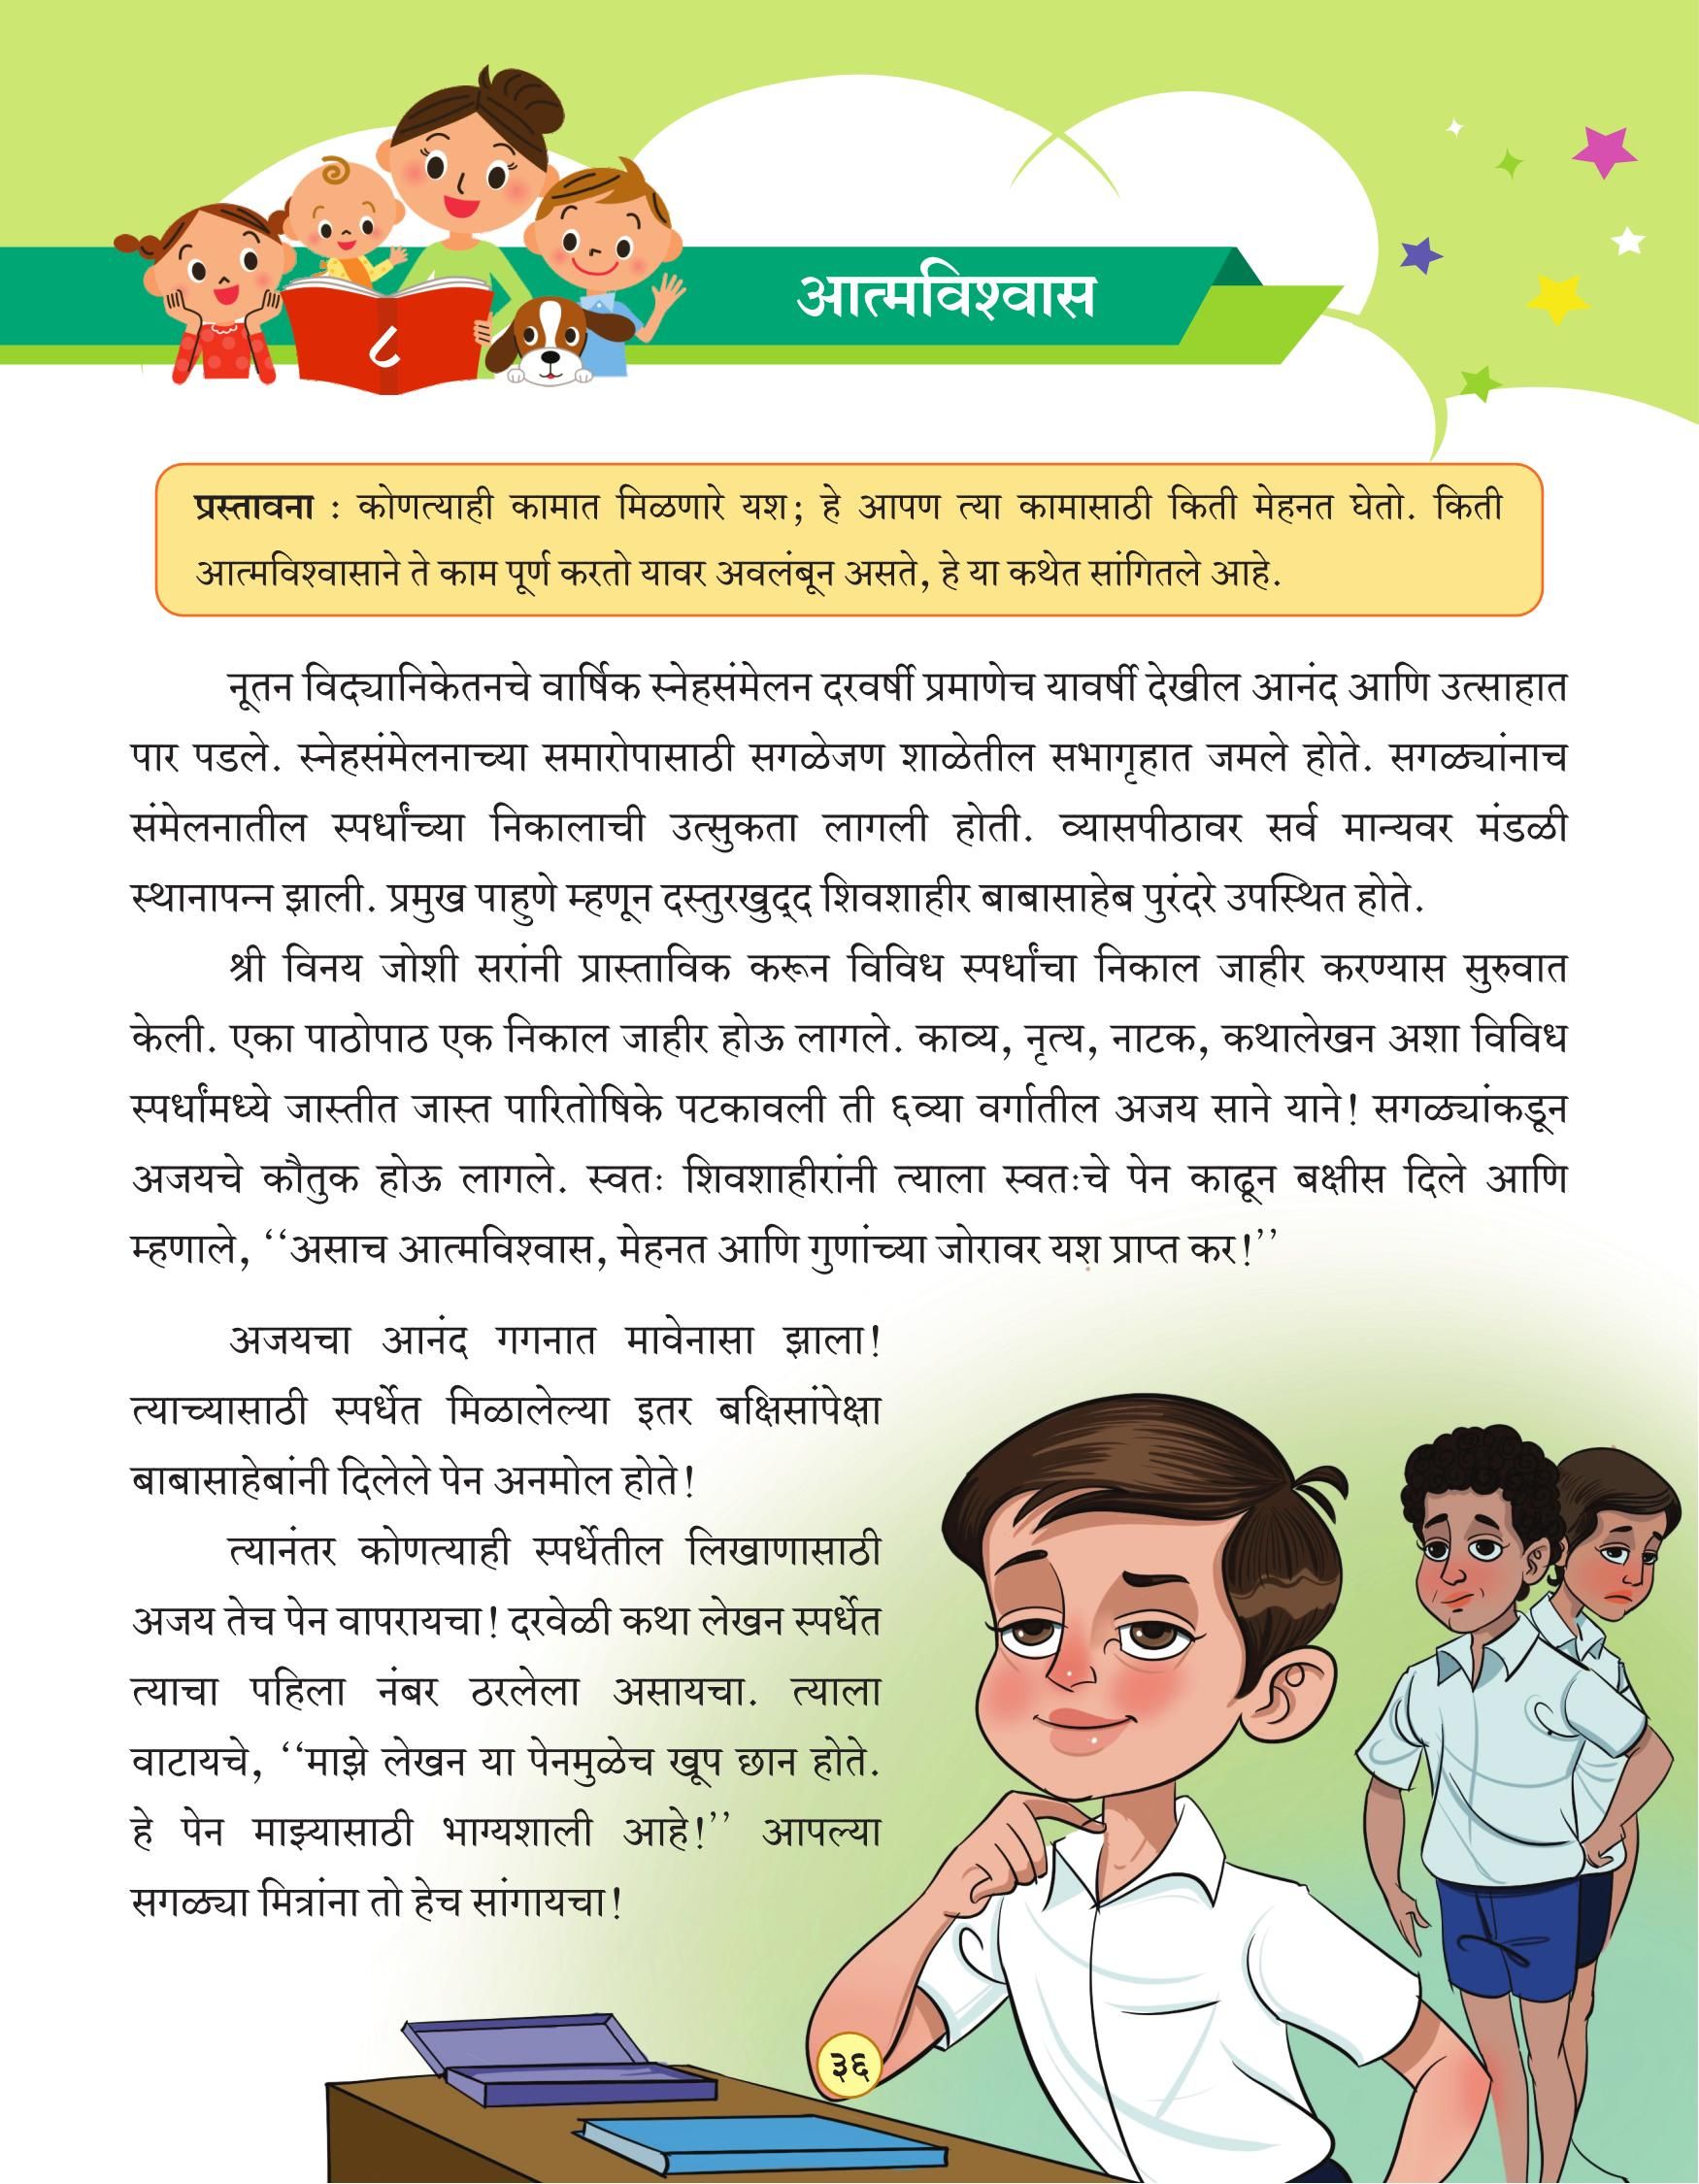 आत्मविश्वास
८
प्रस्तावना : कोणत्याही कामात मिळणारे यश; हे आपण त्या कामासाठी किती मेहनत घेतो. किती
आत्मविश्वासाने ते काम पूर्ण करतो यावर अवलंबून असते, हे या कथेत सांगितले आहे.
नूतन विद्यानिकेतनचे वार्षिक स्नेहसंमेलन दरवर्षी प्रमाणेच यावर्षी देखील आनंद आणि उत्साहात
पार पडले. स्नेहसंमेलनाच्या समारोपासाठी सगळेजण शाळेतील सभागृहात जमले होते. सगळ्यांनाच
संमेलनातील स्पर्धांच्या निकालाची उत्सुकता लागली होती. व्यासपीठावर सर्व मान्यवर मंडळी
स्थानापन्न झाली. प्रमुख पाहुणे म्हणून दस्तुरखुद्द शिवशाहीर बाबासाहेब पुरंदरे उपस्थित होते.
श्री विनय जोशी सरांनी प्रास्ताविक करून विविध स्पर्धांचा निकाल जाहीर करण्यास सुरुवात
केली. एका पाठोपाठ एक निकाल जाहीर होऊ लागले. काव्य, नृत्य, नाटक, कथालेखन अशा विविध
स्पर्धांमध्ये जास्तीत जास्त पारितोषिके पटकावली ती ६व्या वर्गातील अजय साने याने! सगळ्यांकडून
अजयचे कौतुक होऊ लागले. स्वतः शिवशाहीरांनी त्याला स्वतःचे पेन काढून बक्षीस दिले आणि
म्हणाले, ‘‘असाच आत्मविश्वास, मेहनत आणि गुणांच्या जोरावर यश प्राप्त कर!’’
अजयचा आनंद गगनात मावेनासा झाला!
त्याच्यासाठी स्पर्धेत मिळालेल्या इतर बक्षिसांपेक्षा
बाबासाहेबांनी दिलेले पेन अनमोल होते!
त्यानंतर कोणत्याही स्पर्धेतील लिखाणासाठी
अजय तेच पेन वापरायचा! दरवेळी कथा लेखन स्पर्धेत
त्याचा पहिला नंबर ठरलेला असायचा. त्याला
वाटायचे, ‘‘माझे लेखन या पेनमुळेच खूप छान होते.
हे पेन माझ्यासाठी भाग्यशाली आहे!’’ आपल्या
सगळ्या मित्रांना तो हेच सांगायचा!
३६